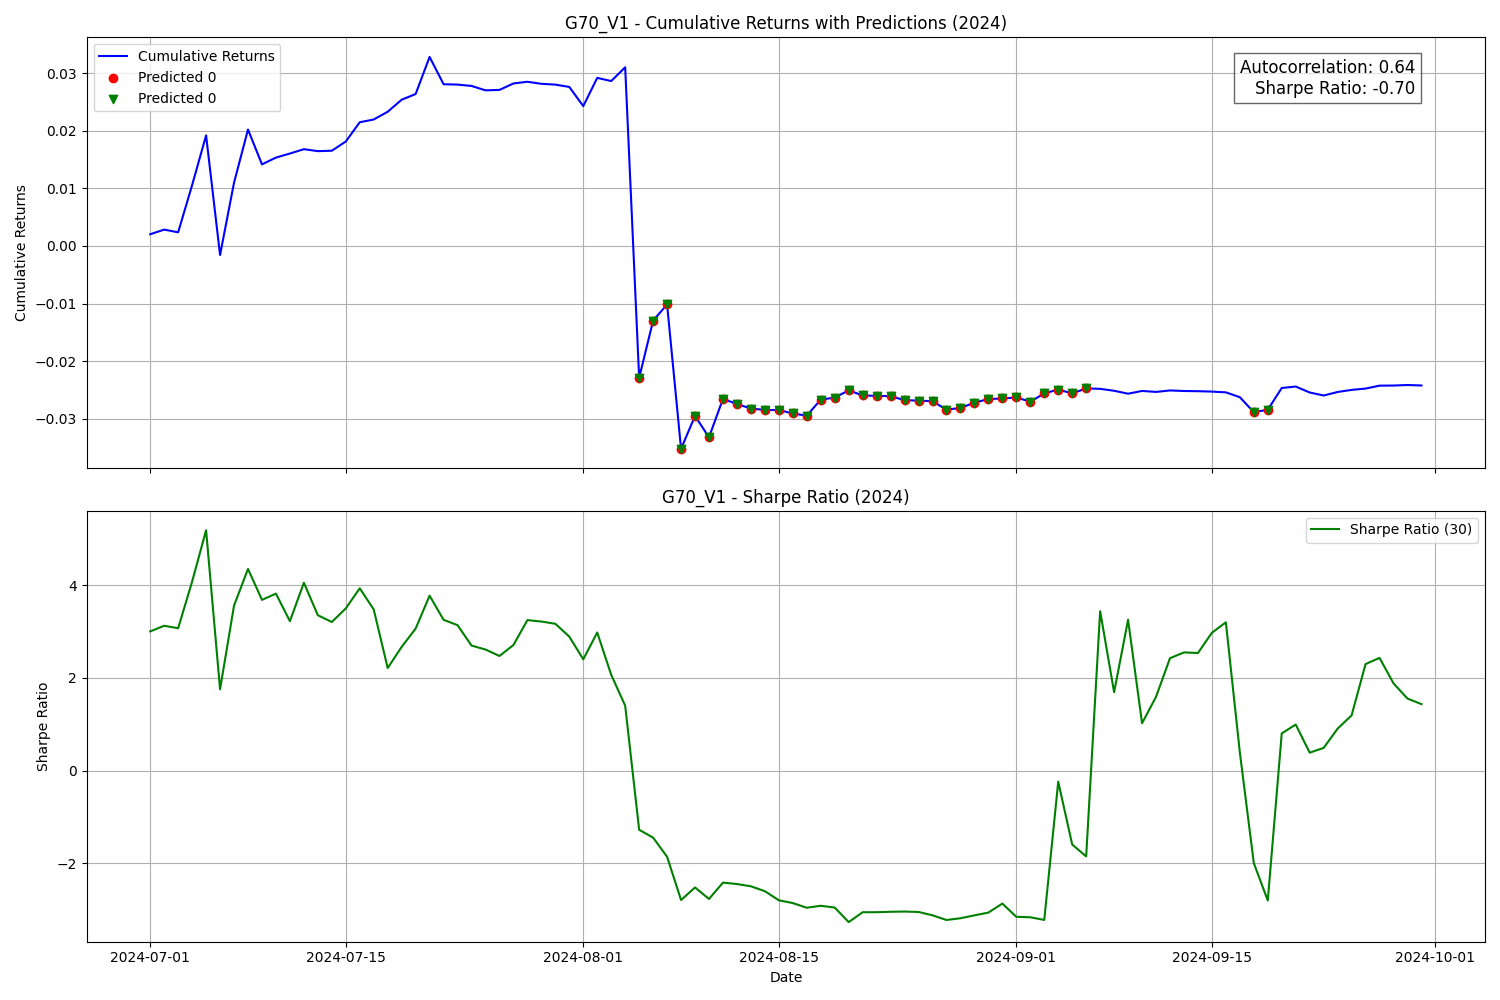 G70_V1 - Cumulative Returns with Predictions (2024)
Cumulative Returns
Predicted 0
Predicted 0
Autocorrelation: 0.64
Sharpe Ratio: -0.70
Cumulative Returns
0.03
0.02
0.01
0.00
−0.01
−0.02
−0.03
G70_V1 - Sharpe Ratio (2024)
Sharpe Ratio (30)
Sharpe Ratio
4
2
0
−2
2024-07-01 2024-07-15 2024-08-01 2024-08-15 2024-09-01 2024-09-15 2024-10-01
Date